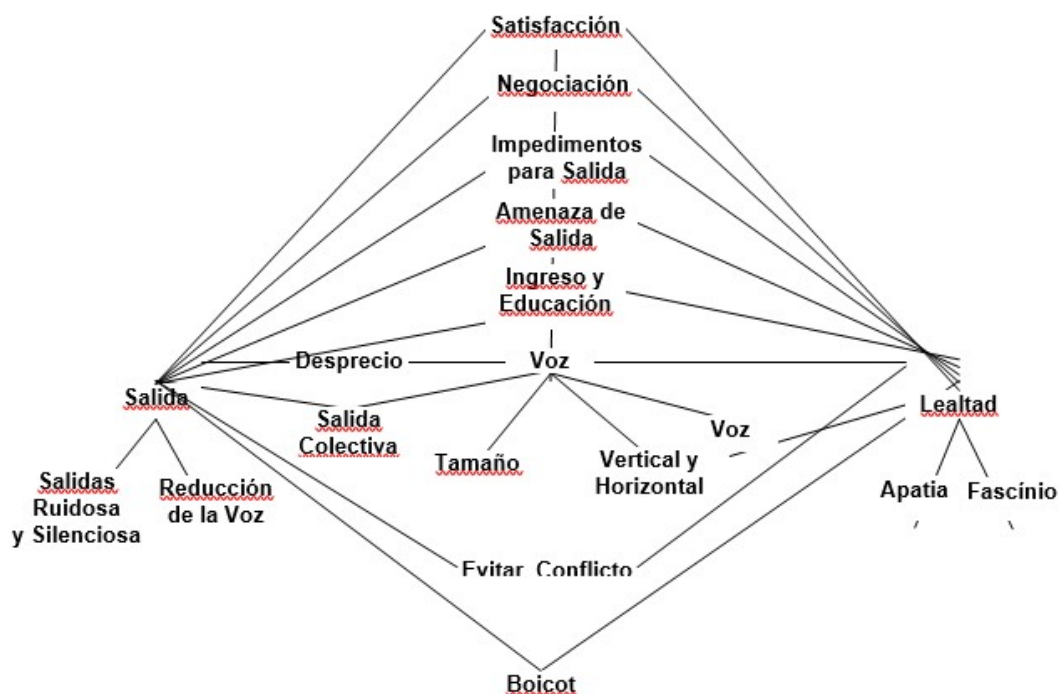 Satisfacción
Negociación
Impedimentos
para Salida
Amenaza de
Salida
Ingreso y
Educación
Desprecio
Voz
Salida
Lealtad
Salida
Colectiva
Voz
Tamaño
Vertical y
Horizontal
Salidas
Ruidosa
y Silenciosa
Reducción
de la Voz
Apatia
Fascínio
Evitar Conflicto
Boicot